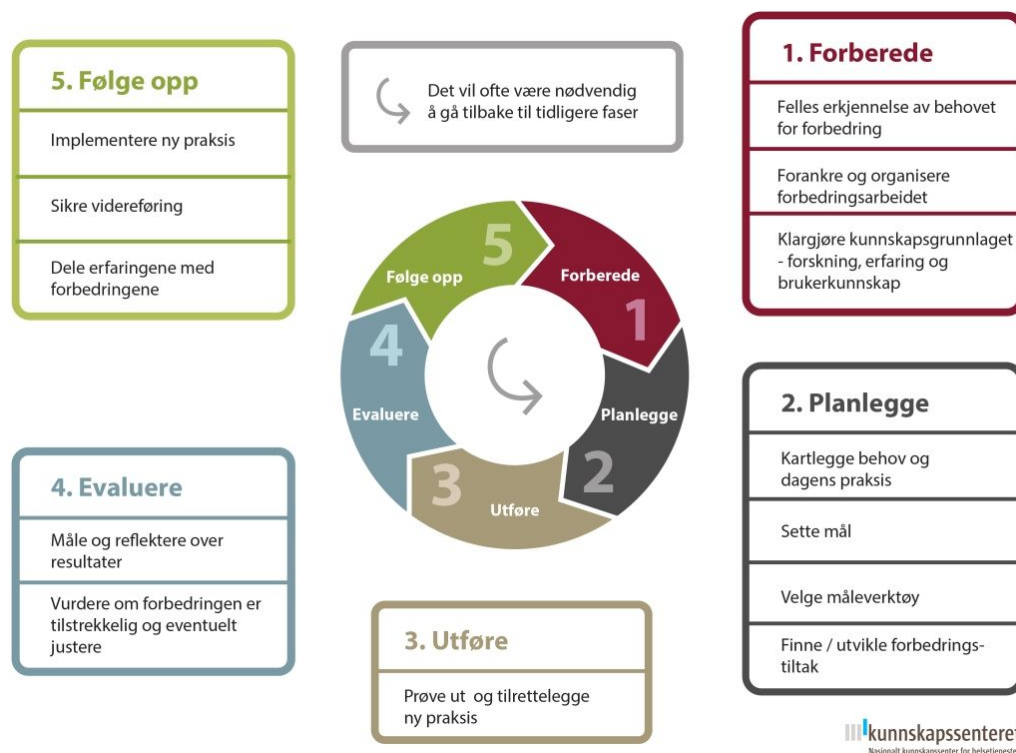 5. Følge opp
Implementere ny praksis
Sikre videreføring
Dele erfaringene med
forbedringene
Det vil ofte være nødvendig
å gå tilbake til tidligere faser
1. Forberede
Felles erkjennelse av behovet
for forbedring
Forankre og organisere
forbedringsarbeidet
Klargjøre kunnskapsgrunnlaget
- forskning, erfaring og
brukerkunnskap
5
Følge opp
Forberede
1
4
Evaluere
Planlegge
2
3
Utføre
2. Planlegge
Kartlegge behov og
dagens praksis
Sette mål
Velge måleverktøy
Finne / utvikle forbedrings-
tiltak
4. Evaluere
Måle og reflektere over
resultater
Vurdere om forbedringen er
tilstrekkelig og eventuelt
justere
3. Utføre
Prøve ut og tilrettelegge
ny praksis
kunnskapssenteret
Nasjonalt kunnskapssenter for helsetjeneste